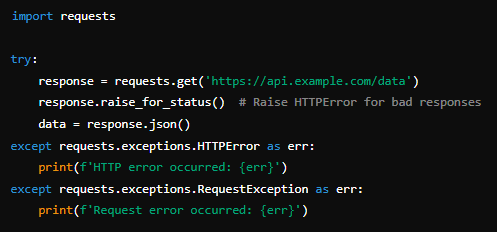 import requests

try:
    response = requests.get('https://api.example.com/data')
    response.raise_for_status()  # Raise HTTPError for bad responses
    data = response.json()
except requests.exceptions.HTTPError as err:
    print(f'HTTP error occurred: {err}')
except requests.exceptions.RequestException as err:
    print(f'Request error occurred: {err}')